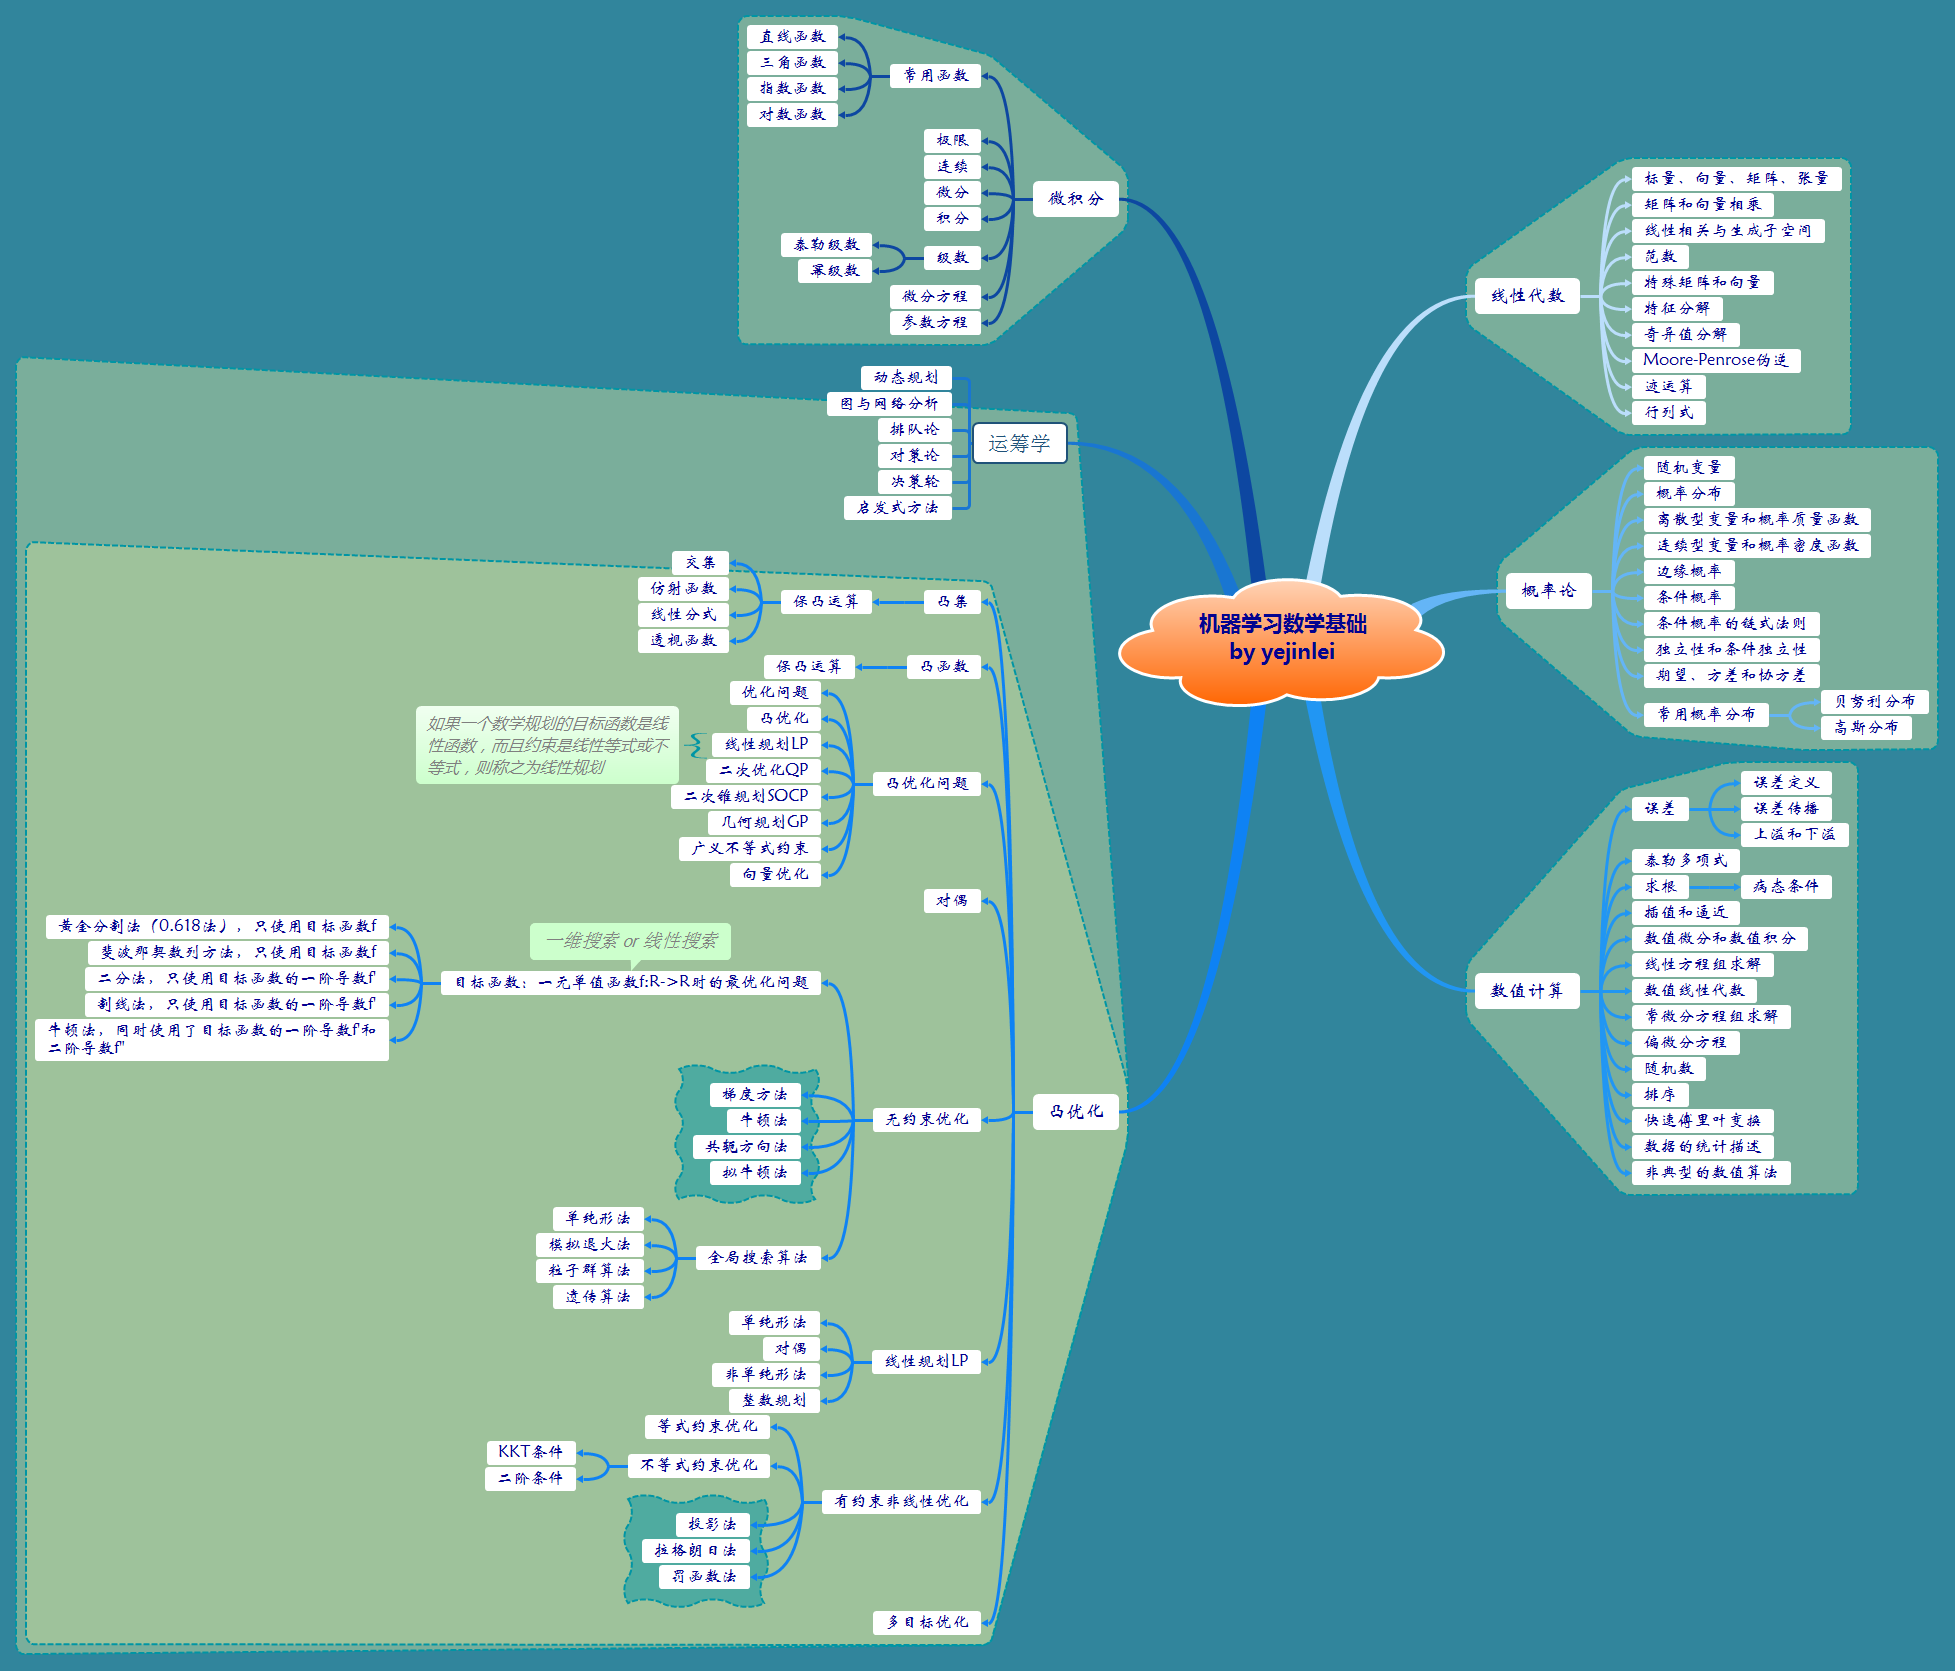 机器学习数学基础
by yejinlei
线性代数
标量、向量、矩阵、张量
矩阵和向量相乘
线性相关与生成子空间
范数
特殊矩阵和向量
特征分解
奇异值分解
Moore-Penrose伪逆
迹运算
行列式
概率论
随机变量
概率分布
离散型变量和概率质量函数
连续型变量和概率密度函数
边缘概率
条件概率
条件概率的链式法则
独立性和条件独立性
期望、方差和协方差
常用概率分布
贝努利分布
高斯分布
数值计算
误差
误差定义
误差传播
上溢和下溢
泰勒多项式
求根
病态条件
插值和逼近
数值微分和数值积分
线性方程组求解
数值线性代数
常微分方程组求解
偏微分方程
随机数
排序
快速傅里叶变换
数据的统计描述
非典型的数值算法
微积分
常用函数
直线函数
三角函数
指数函数
对数函数
极限
连续
微分
积分
级数
泰勒级数
幂级数
微分方程
参数方程
运筹学
动态规划
图与网络分析
排队论
对策论
决策轮
启发式方法
凸优化
凸集
保凸运算
交集
仿射函数
线性分式
透视函数
凸函数
保凸运算
凸优化问题
优化问题
凸优化
线性规划LP
如果一个数学规划的目标函数是线
性函数，而且约束是线性等式或不
等式，则称之为线性规划
二次优化QP
二次锥规划SOCP
几何规划GP
广义不等式约束
向量优化
对偶
无约束优化
一维搜索 or 线性搜索
目标函数：一元单值函数f:R->R时的最优化问题
黄金分割法（0.618法），只使用目标函数f
斐波那契数列方法，只使用目标函数f
二分法，只使用目标函数的一阶导数f'
割线法，只使用目标函数的一阶导数f'
牛顿法，同时使用了目标函数的一阶导数f'和
二阶导数f''
梯度方法
牛顿法
共轭方向法
拟牛顿法
全局搜索算法
单纯形法
模拟退火法
粒子群算法
遗传算法
线性规划LP
单纯形法
对偶
非单纯形法
整数规划
有约束非线性优化
等式约束优化
不等式约束优化
KKT条件
二阶条件
投影法
拉格朗日法
罚函数法
多目标优化